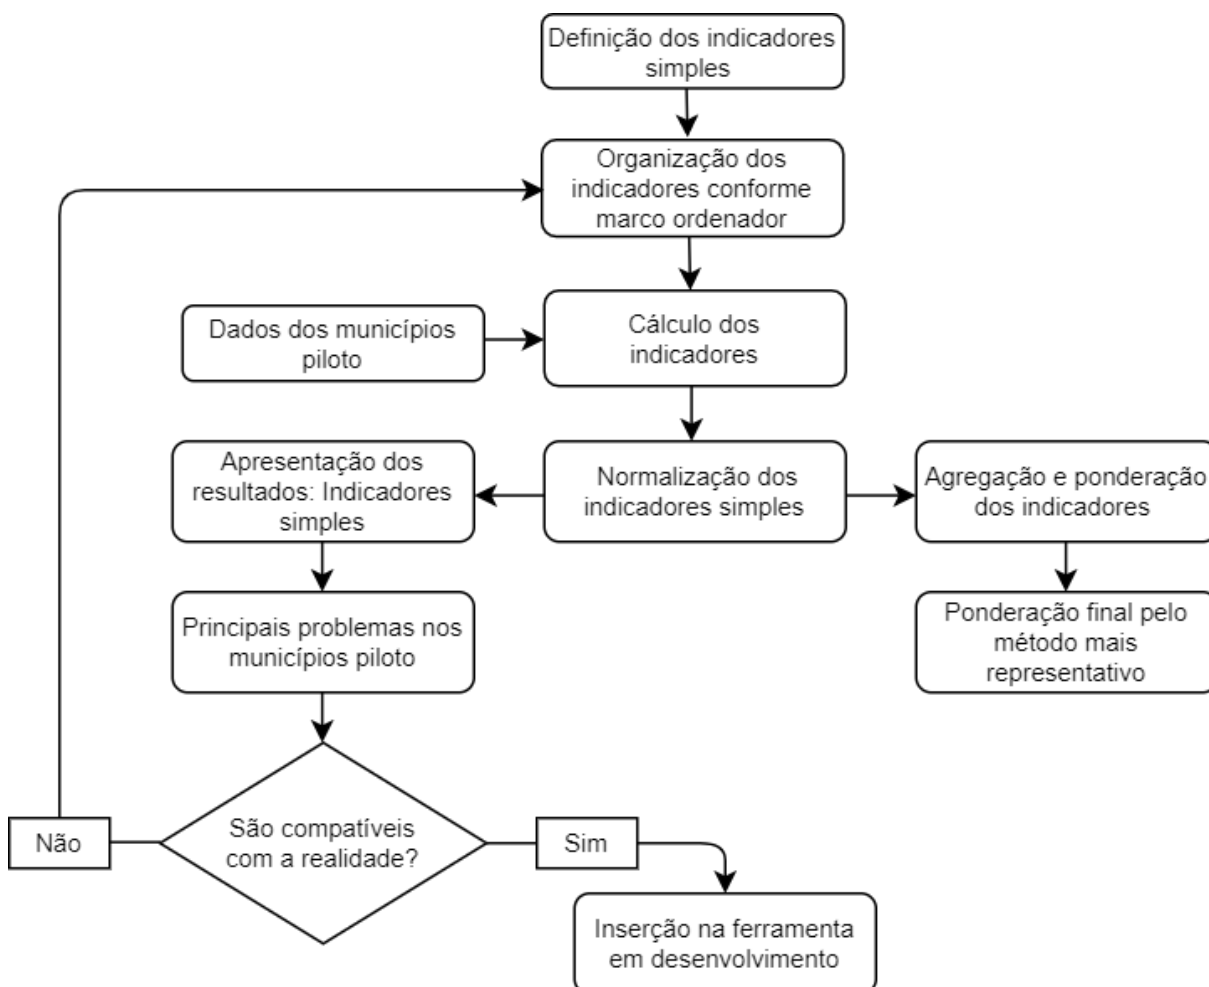 Definição dos indicadores
simples
Organização dos
indicadores conforme
marco ordenador
Dados dos municípios
piloto
Cálculo dos
indicadores
Apresentação dos
resultados: Indicadores
simples
Normalização dos
indicadores simples
Agregação e ponderação
dos indicadores
Principais problemas nos
municípios piloto
Ponderação final pelo
método mais
representativo
Não
São compatíveis
com a realidade?
Sim
Inserção na ferramenta
em desenvolvimento